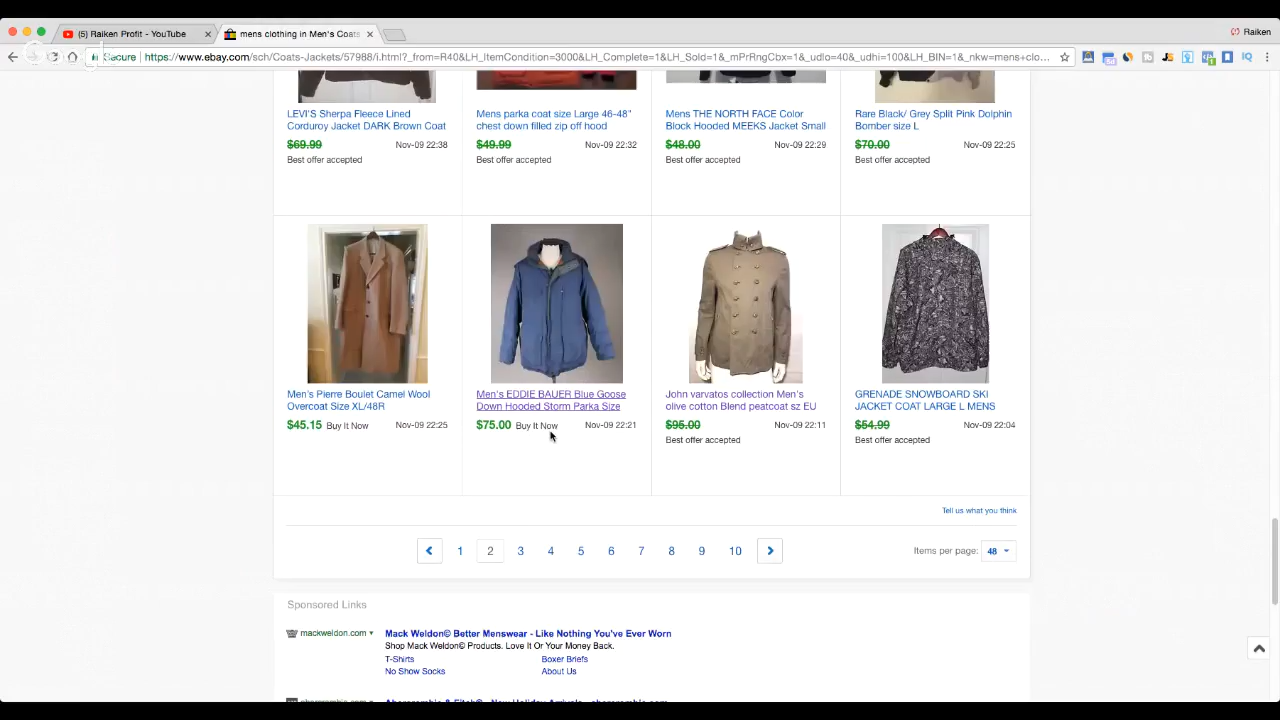 (5) Raiken Profit - YouTube
mens clothing in Men's Coats
Raiken
Secure https://www.ebay.com/sch/Coats-Jackets/57988/i.html?_from=R40&LH_ItemCondition=3000&LH_Complete=1&LH_Sold=1&_mPrRngCbx=1&_udlo=40&_udhi=100&LH_BIN=1&_nkw=mens+clo...
LEVI'S Sherpa Fleece Lined
Corduroy Jacket DARK Brown Coat
$69.99 Nov-09 22:38
Best offer accepted
Mens parka coat size Large 46-48"
chest down filled zip off hood
$49.99 Nov-09 22:32
Best offer accepted
Mens THE NORTH FACE Color
Block Hooded MEEKS Jacket Small
$48.00 Nov-09 22:29
Best offer accepted
Rare Black/ Grey Split Pink Dolphin
Bomber size L
$70.00 Nov-09 22:25
Best offer accepted
Men's Pierre Boulet Camel Wool
Overcoat Size XL/48R
$45.15 Buy It Now Nov-09 22:25
Men's EDDIE BAUER Blue Goose
Down Hooded Storm Parka Size
$75.00 Buy It Now Nov-09 22:21
John varvatos collection Men's
olive cotton Blend peatcoat sz EU
$95.00 Nov-09 22:11
Best offer accepted
GRENADE SNOWBOARD SKI
JACKET COAT LARGE L MENS
$54.99 Nov-09 22:04
Best offer accepted
Tell us what you think
1 2 3 4 5 6 7 8 9 10
Items per page: 48
Sponsored Links
mackweldon.com
Mack Weldon© Better Menswear - Like Nothing You've Ever Worn
Shop Mack Weldon© Products. Love It Or Your Money Back.
T-Shirts Boxer Briefs
No Show Socks About Us